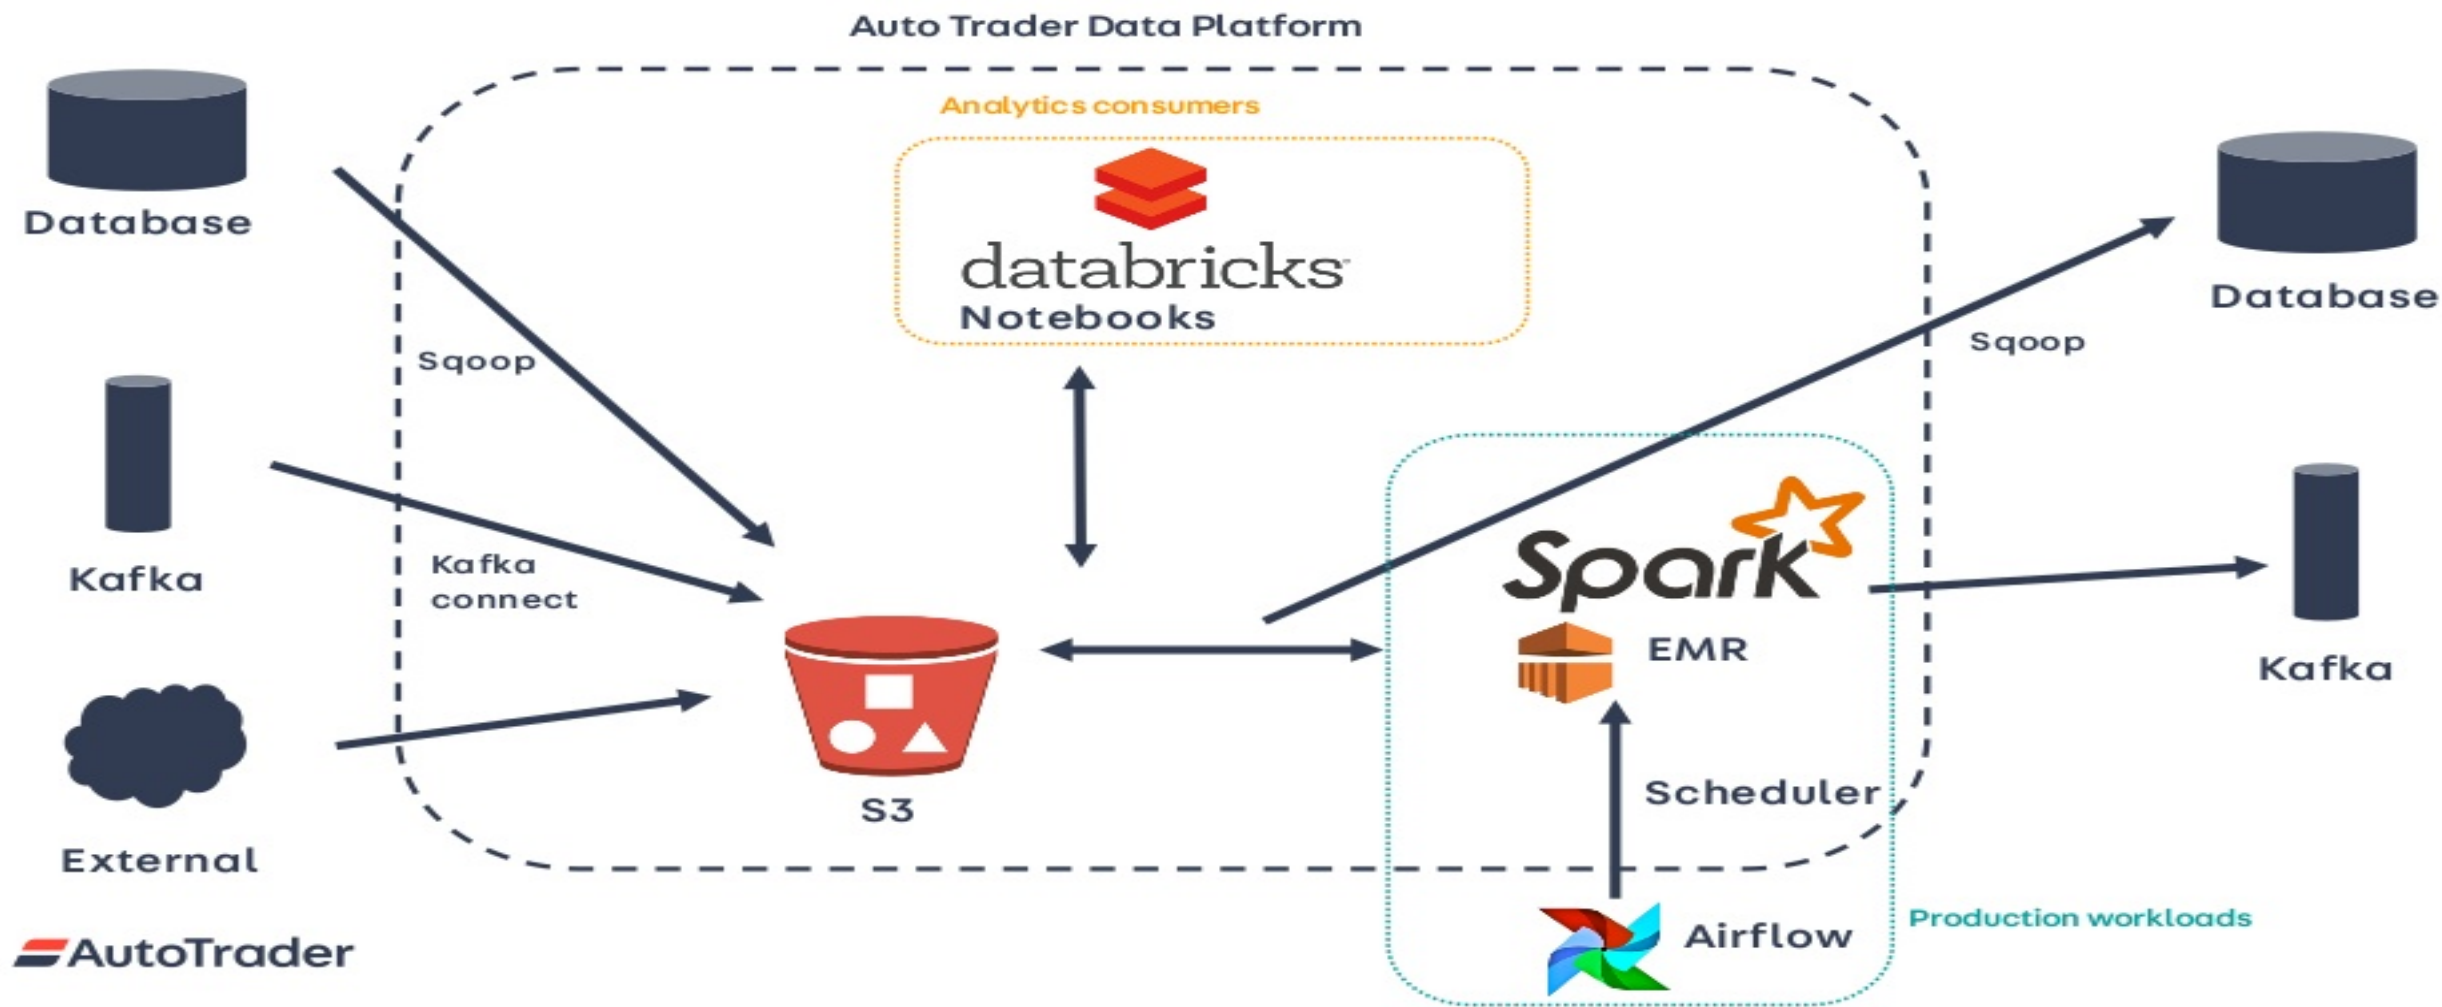 Auto Trader Data Platform
Analytics consumers
databricks
Notebooks
Database
Sqoop
Kafka
Kafka
connect
External
S3
Spark
EMR
Scheduler
Airflow
Production workloads
Database
Sqoop
Kafka
AutoTrader